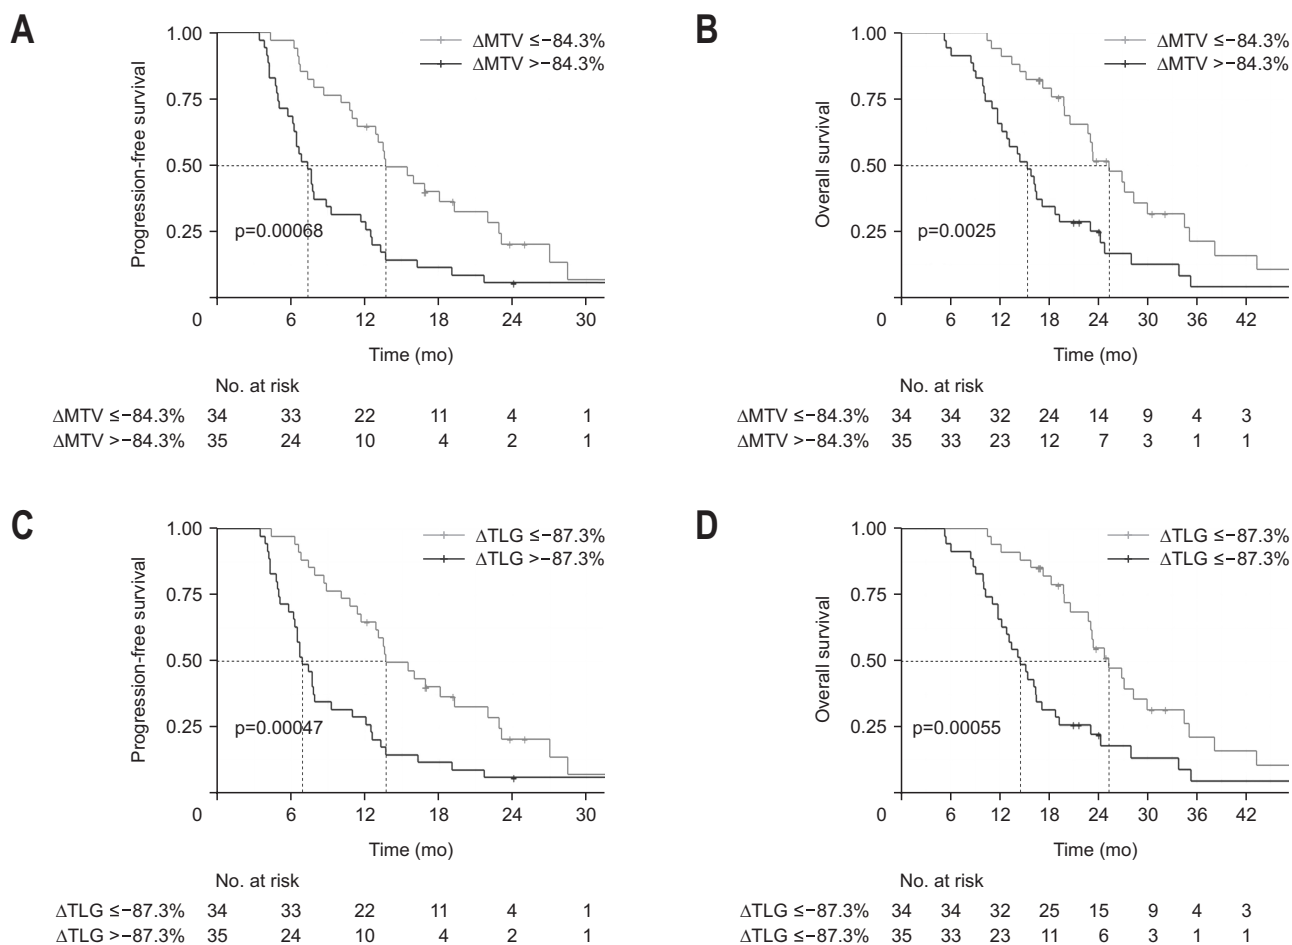 A
1.00
0.75
0.50
0.25
Progression-free survival
ΔMTV ≤−84.3%
ΔMTV >−84.3%
p=0.00068
0 6 12 18 24 30
Time (mo)
No. at risk
ΔMTV ≤−84.3% 34 33 22 11 4 1
ΔMTV >−84.3% 35 24 10 4 2 1
B
1.00
0.75
0.50
0.25
Overall survival
ΔMTV ≤−84.3%
ΔMTV >−84.3%
p=0.0025
0 6 12 18 24 30 36 42
Time (mo)
No. at risk
ΔMTV ≤−84.3% 34 34 32 24 14 9 4 3
ΔMTV >−84.3% 35 33 23 12 7 3 1 1
C
1.00
0.75
0.50
0.25
Progression-free survival
ΔTLG ≤−87.3%
ΔTLG >−87.3%
p=0.00047
0 6 12 18 24 30
Time (mo)
No. at risk
ΔTLG ≤−87.3% 34 33 22 11 4 1
ΔTLG >−87.3% 35 24 10 4 2 1
D
1.00
0.75
0.50
0.25
Overall survival
ΔTLG ≤−87.3%
ΔTLG ≤−87.3%
p=0.00055
0 6 12 18 24 30 36 42
Time (mo)
No. at risk
ΔTLG ≤−87.3% 34 34 32 25 15 9 4 3
ΔTLG ≤−87.3% 35 33 23 11 6 3 1 1